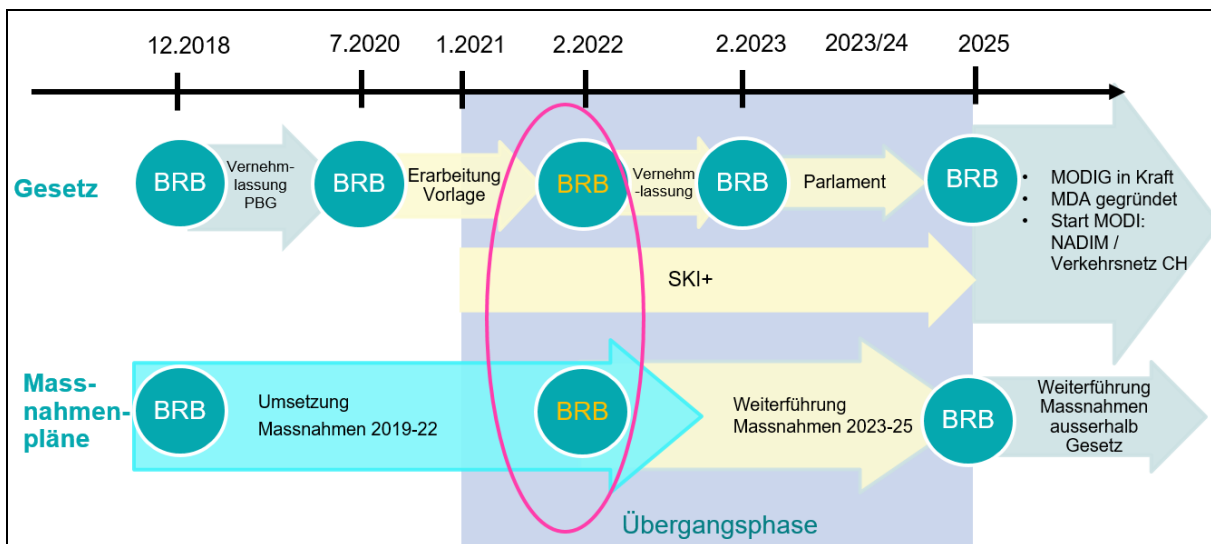 12.2018
7.2020
1.2021
2.2022
2.2023
2023/24
2025
Gesetz
BRB
Vernehm-
lassung
PBG
BRB
Erarbeitung
Vorlage
BRB
Vernehm
-lassung
BRB
Parlament
BRB
• MODIG in Kraft
• MDA gegründet
• Start MODI:
NADIM /
Verkehrsnetz CH
SKI+
Mass-
nahmen-
pläne
BRB
Umsetzung
Massnahmen 2019-22
BRB
Weiterführung
Massnahmen 2023-25
BRB
Weiterführung
Massnahmen
ausserhalb
Gesetz
Übergangsphase